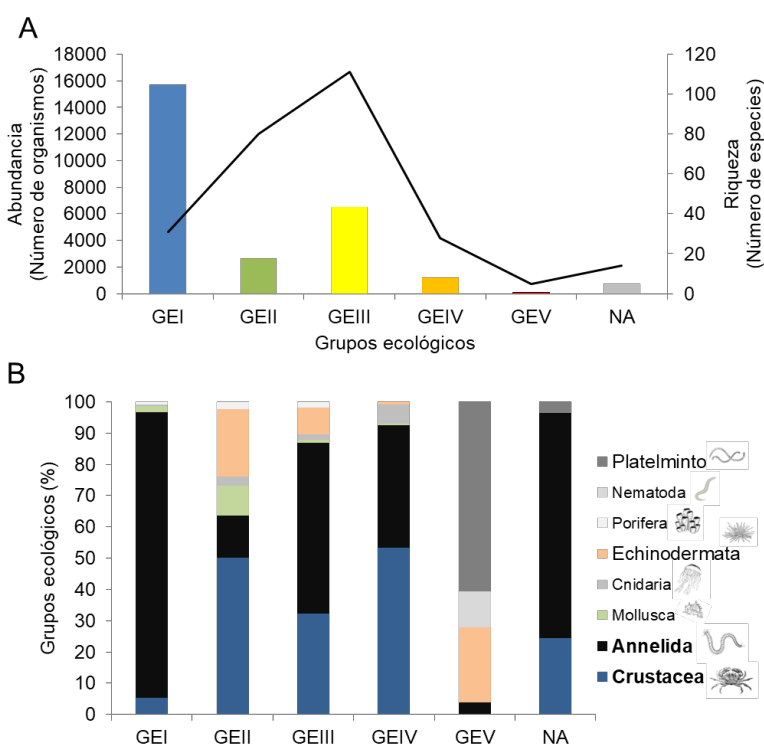 A
Abundancia
(Número de organismos)
18000
16000
14000
12000
10000
8000
6000
4000
2000
0
120
100
80
60
40
20
0
Riqueza
(Número de especies)
GEI GEII GEIII GEIV GEV NA
Grupos ecológicos
B
Grupos ecológicos (%)
100
90
80
70
60
50
40
30
20
10
0
GEI GEII GEIII GEIV GEV NA
Platelminto
Nematoda
Porifera
Echinodermata
Cnidaria
Mollusca
Annelida
Crustacea